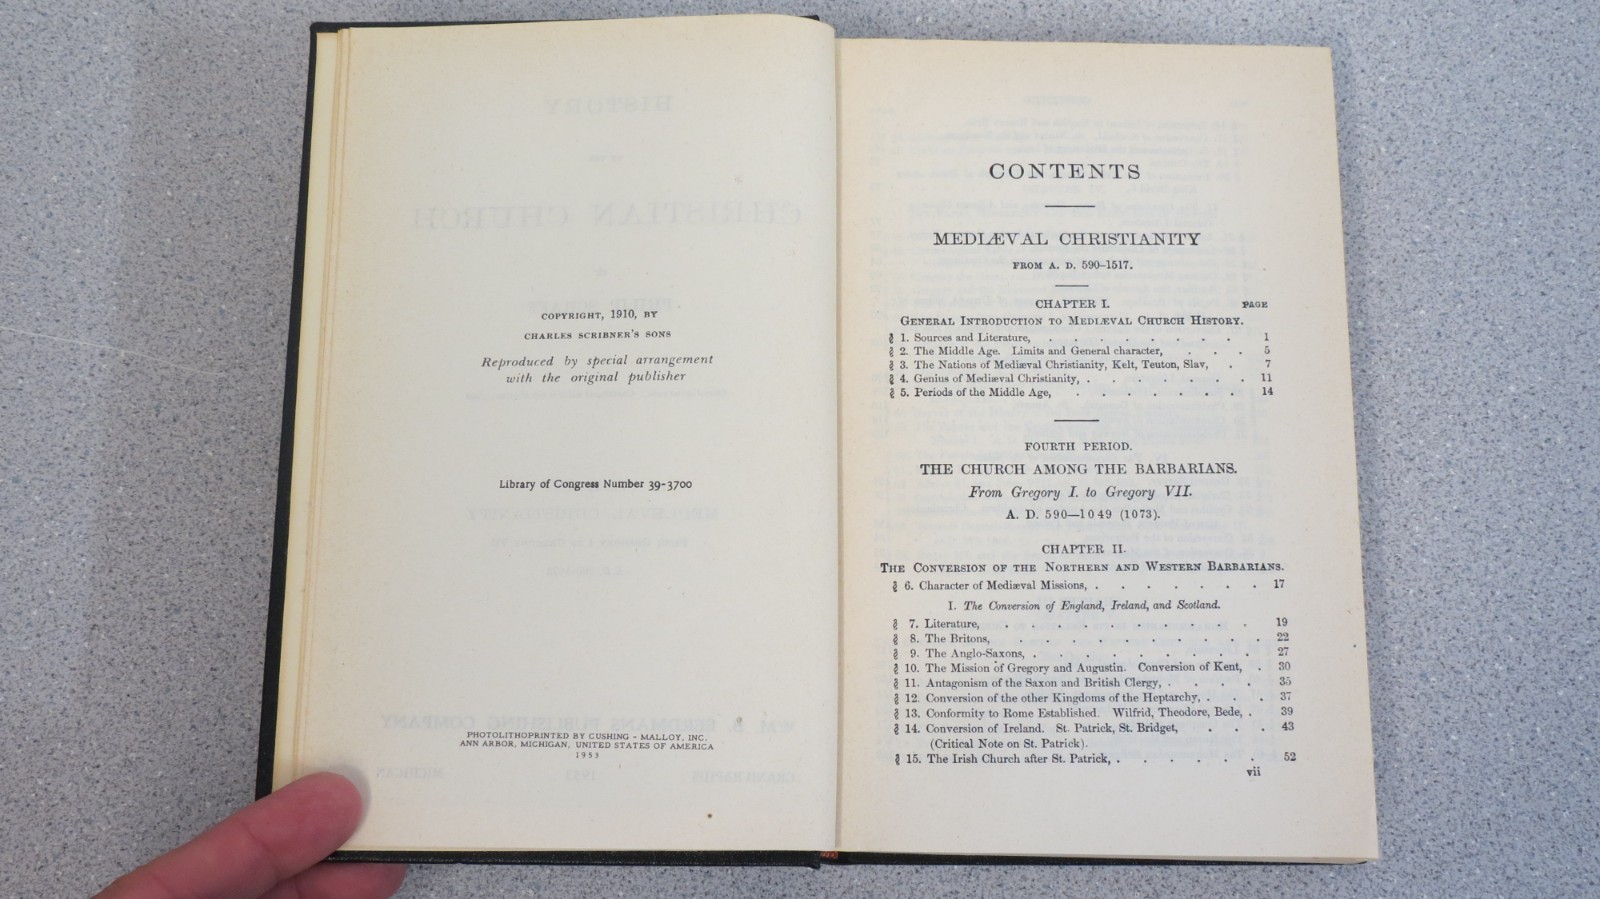 COPYRIGHT, 1910, BY
CHARLES SCRIBNER'S SONS
Reproduced by special arrangement
with the original publisher
Library of Congress Number 39-3700
PHOTOLITHOPRINTED BY CUSHING - MALLOY, INC.
ANN ARBOR, MICHIGAN, UNITED STATES OF AMERICA
1953
CONTENTS
MEDIÆVAL CHRISTIANITY
FROM A. D. 590–1517.
CHAPTER I. PAGE
GENERAL INTRODUCTION TO MEDIÆVAL CHURCH HISTORY.
§ 1. Sources and Literature, . . . . . . . 1
§ 2. The Middle Age. Limits and General character, . . . 5
§ 3. The Nations of Mediæval Christianity, Kelt, Teuton, Slav, . 7
§ 4. Genius of Mediæval Christianity, . . . . . . . 11
§ 5. Periods of the Middle Age, . . . . . . . 14
FOURTH PERIOD.
THE CHURCH AMONG THE BARBARIANS.
From Gregory I. to Gregory VII.
A. D. 590—1049 (1073).
CHAPTER II.
THE CONVERSION OF THE NORTHERN AND WESTERN BARBARIANS.
§ 6. Character of Mediæval Missions, . . . . . . . 17
I. The Conversion of England, Ireland, and Scotland.
§ 7. Literature, . . . . . . . . . 19
§ 8. The Britons, . . . . . . . . . 22
§ 9. The Anglo-Saxons, . . . . . . . . . 27
§ 10. The Mission of Gregory and Augustin. Conversion of Kent, . 30
§ 11. Antagonism of the Saxon and British Clergy, . . . . 35
§ 12. Conversion of the other Kingdoms of the Heptarchy, . . . 37
§ 13. Conformity to Rome Established. Wilfrid, Theodore, Bede, . 39
§ 14. Conversion of Ireland. St. Patrick, St. Bridget, . . . 43
(Critical Note on St. Patrick).
§ 15. The Irish Church after St. Patrick, . . . . . . 52
vii